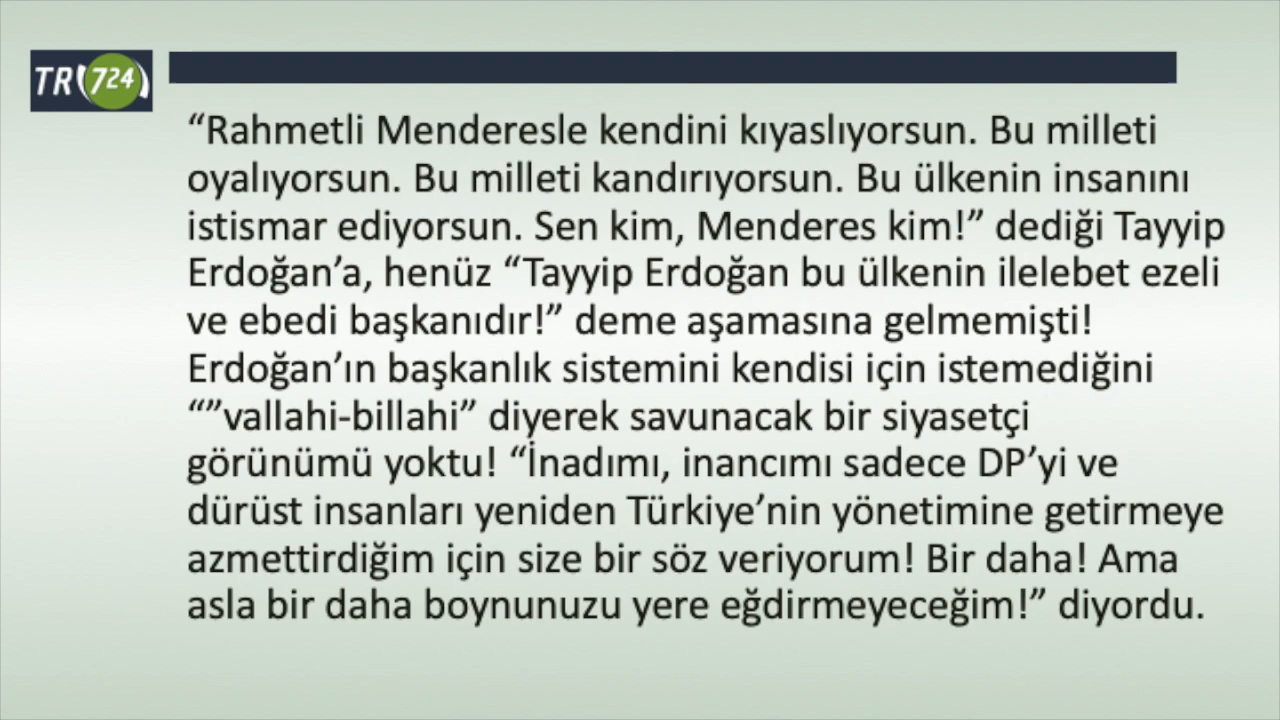 TR724
“Rahmetli Menderesle kendini kıyaslıyorsun. Bu milleti
oyalıyorsun. Bu milleti kandırıyorsun. Bu ülkenin insanını
istismar ediyorsun. Sen kim, Menderes kim!” dediği Tayyip
Erdoğan’a, henüz “Tayyip Erdoğan bu ülkenin ilelebet ezeli
ve ebedi başkanıdır!” deme aşamasına gelmemişti!
Erdoğan’ın başkanlık sistemini kendisi için istemediğini
“”vallahi-billahi” diyerek savunacak bir siyasetçi
görünümü yoktu! “İnadımı, inancımı sadece DP’yi ve
dürüst insanları yeniden Türkiye’nin yönetimine getirmeye
azmettirdiğim için size bir söz veriyorum! Bir daha! Ama
asla bir daha boynunuzu yere eğdirmeyeceğim!” diyordu.